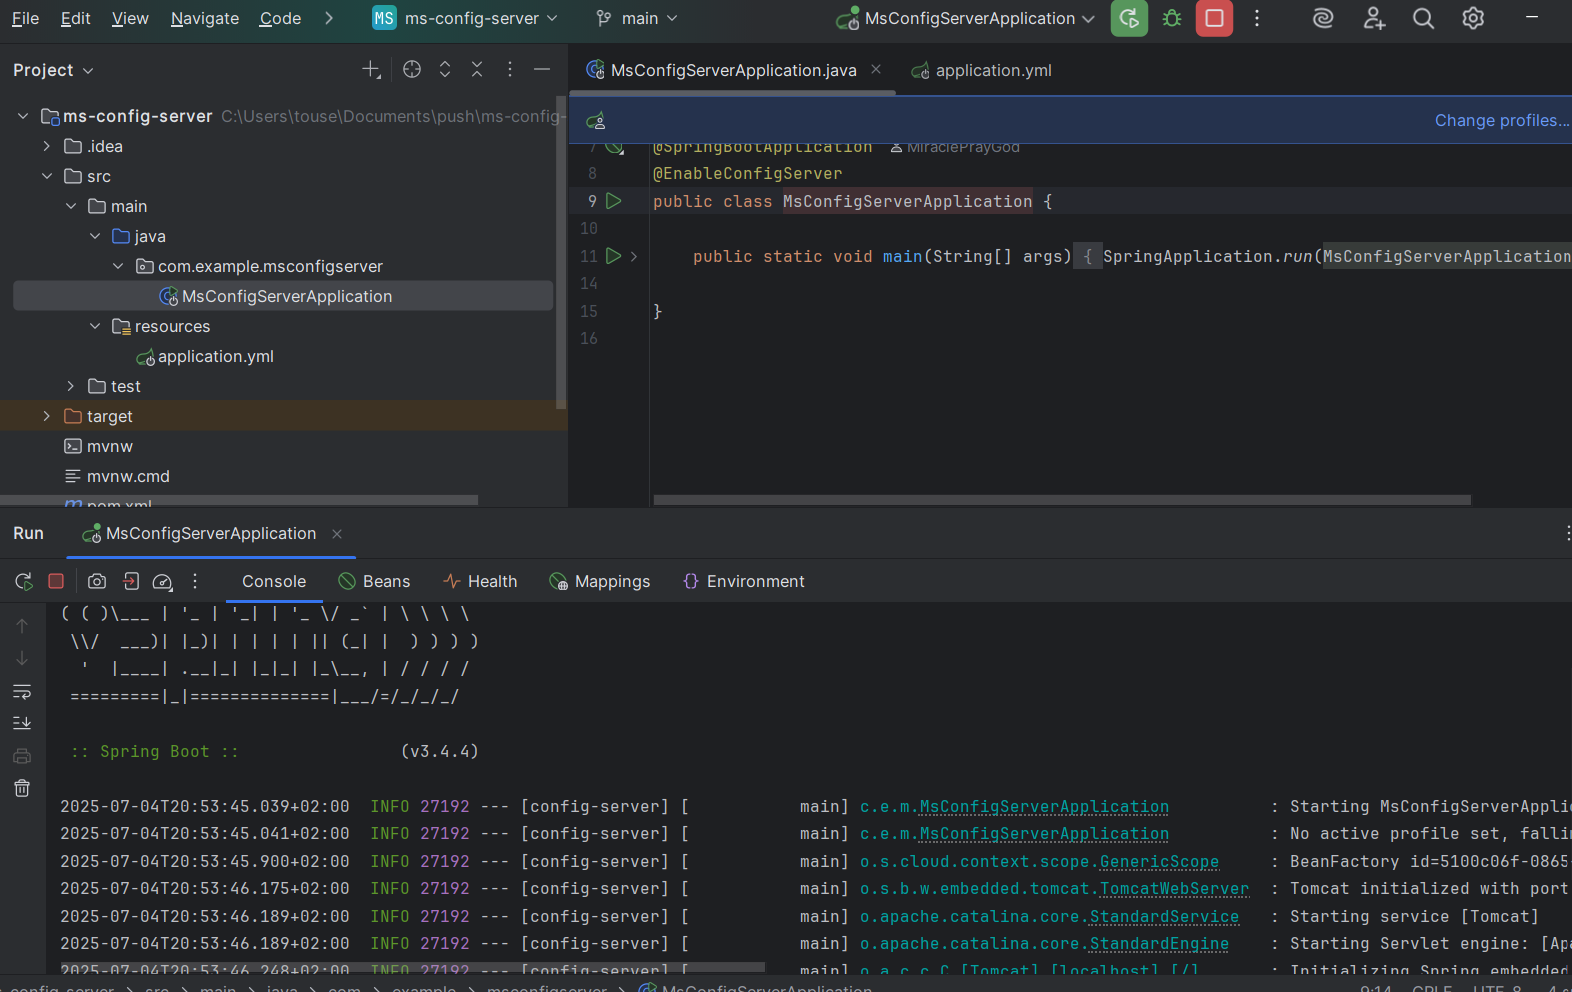 File Edit View Navigate Code MS ms-config-server main MsConfigServerApplication
Project
MsConfigServerApplication.java application.yml
ms-config-server C:\Users\touse\Documents\push\ms-config-
Change profiles...
.idea
src
main
java
com.example.msconfigserver
MsConfigServerApplication
resources
application.yml
test
target
mvnw
mvnw.cmd
pom.xml
7 @SpringBootApplication MiraclePrayGod
8 @EnableConfigServer
9 public class MsConfigServerApplication {
10
11 public static void main(String[] args) { SpringApplication.run(MsConfigServerApplication
14
15 }
16
Run MsConfigServerApplication
Console Beans Health Mappings Environment
( ( )\___ | '_ | '_| | '_ \/ _` | \ \ \ \
\\/  ___)| |_)| | | | | || (_| |  ) ) ) )
'  |____| .__|_| |_|_| |_\__, | / / / /
=========|_|==============|___/=/_/_/_/
:: Spring Boot :: (v3.4.4)
2025-07-04T20:53:45.039+02:00 INFO 27192 --- [config-server] [ main] c.e.m.MsConfigServerApplication : Starting MsConfigServerAppli
2025-07-04T20:53:45.041+02:00 INFO 27192 --- [config-server] [ main] c.e.m.MsConfigServerApplication : No active profile set, fallin
2025-07-04T20:53:45.900+02:00 INFO 27192 --- [config-server] [ main] o.s.cloud.context.scope.GenericScope : BeanFactory id=5100c06f-0865-
2025-07-04T20:53:46.175+02:00 INFO 27192 --- [config-server] [ main] o.s.b.w.embedded.tomcat.TomcatWebServer : Tomcat initialized with port
2025-07-04T20:53:46.189+02:00 INFO 27192 --- [config-server] [ main] o.apache.catalina.core.StandardService : Starting service [Tomcat]
2025-07-04T20:53:46.189+02:00 INFO 27192 --- [config-server] [ main] o.apache.catalina.core.StandardEngine : Starting Servlet engine: [Ap
2025-07-04T20:53:46.248+02:00 INFO 27192 --- [config-server] [ main] o.a.c.c.C.[Tomcat].[localhost].[/] : Initializing Spring embedded
-config-server > src > main > java > com > example > msconfigserver > MsConfigServerApplication 9:14 CRLF UTF-8